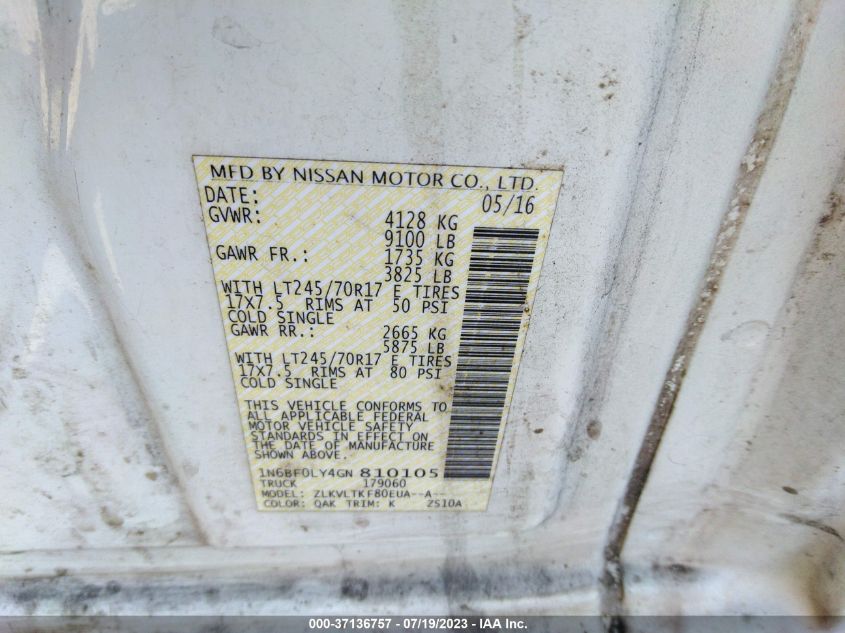 MFD BY NISSAN MOTOR CO., LTD.
DATE: 05/16
GVWR: 4128 KG
9100 LB
GAWR FR.: 1735 KG
3825 LB
WITH LT245/70R17 E TIRES
17X7.5 RIMS AT 50 PSI
COLD SINGLE
GAWR RR.: 2665 KG
5875 LB
WITH LT245/70R17 E TIRES
17X7.5 RIMS AT 80 PSI
COLD SINGLE
THIS VEHICLE CONFORMS TO
ALL APPLICABLE FEDERAL
MOTOR VEHICLE SAFETY
STANDARDS IN EFFECT ON
THE DATE OF MANUFACTURE
SHOWN ABOVE.
1N6BF0LY4GN 810105
TRUCK 179060
MODEL: ZLKVLTKF80EUA--A--
COLOR: QAK TRIM: K ZS10A
000-37136757 - 07/19/2023 - IAA Inc.